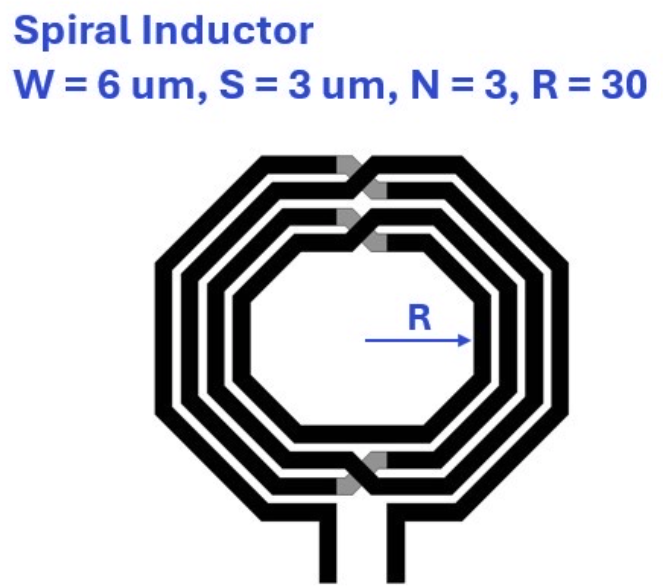 Spiral Inductor
W = 6 um, S = 3 um, N = 3, R = 30
R